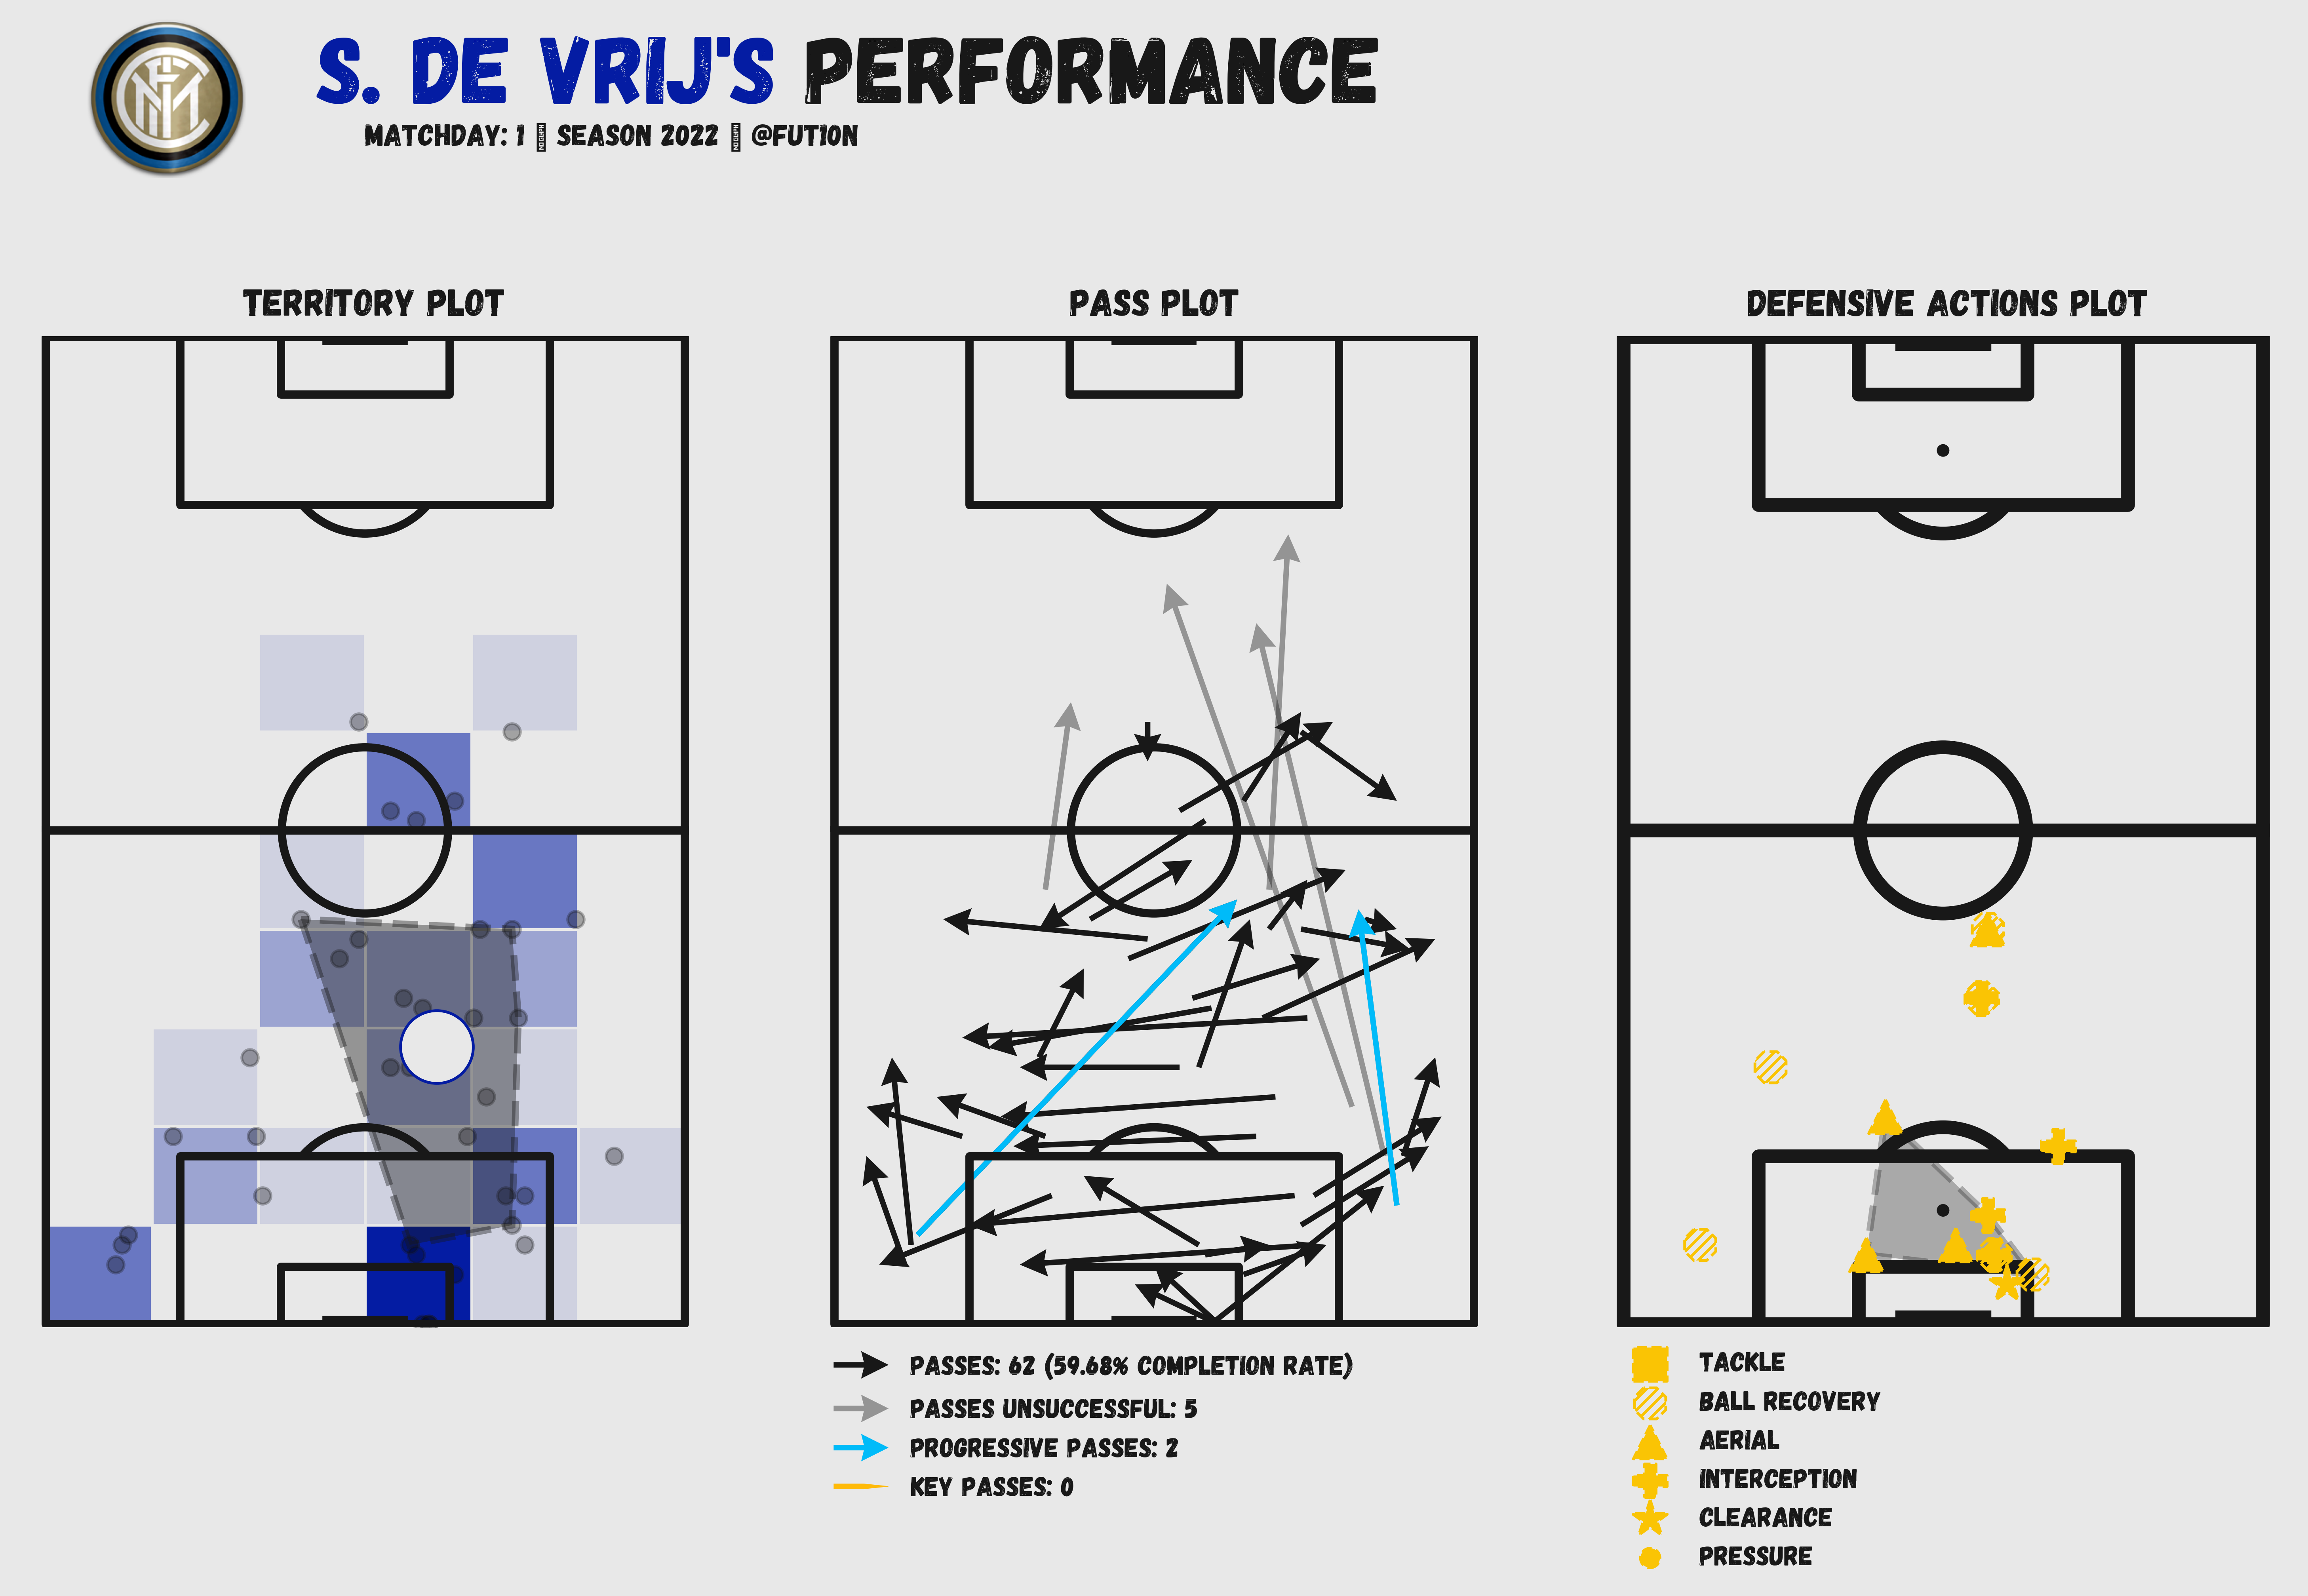 S. DE VRIJ'S PERFORMANCE
MATCHDAY: 1 SEASON 2022 @FUT10N
TERRITORY PLOT
PASS PLOT
DEFENSIVE ACTIONS PLOT
PASSES: 62 (59.68% COMPLETION RATE)
PASSES UNSUCCESSFUL: 5
PROGRESSIVE PASSES: 2
KEY PASSES: 0
TACKLE
BALL RECOVERY
AERIAL
INTERCEPTION
CLEARANCE
PRESSURE